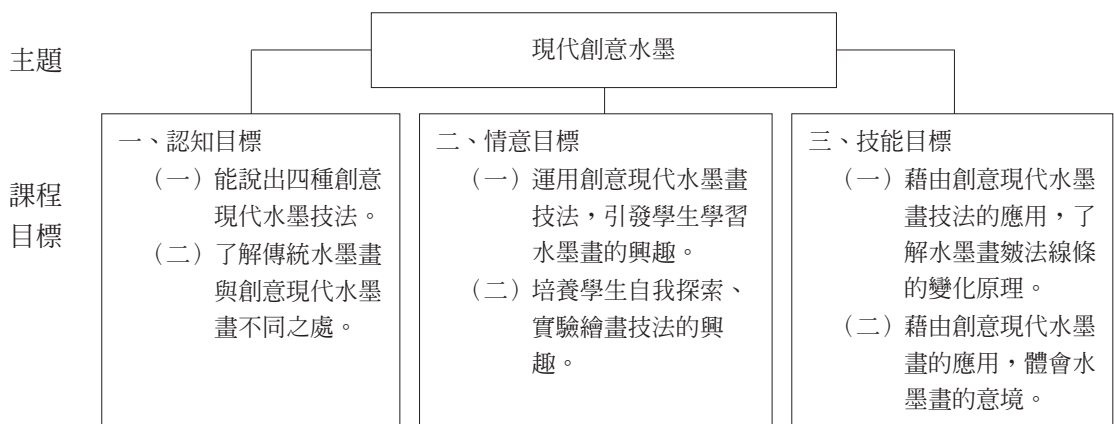 主題
現代創意水墨
課程
目標
一、認知目標
（一）能說出四種創意
現代水墨技法。
（二）了解傳統水墨畫
與創意現代水墨
畫不同之處。
二、情意目標
（一）運用創意現代水墨畫
技法，引發學生學習
水墨畫的興趣。
（二）培養學生自我探索、
實驗繪畫技法的興
趣。
三、技能目標
（一）藉由創意現代水墨
畫技法的應用，了
解水墨畫皴法線條
的變化原理。
（二）藉由創意現代水墨
畫的應用，體會水
墨畫的意境。